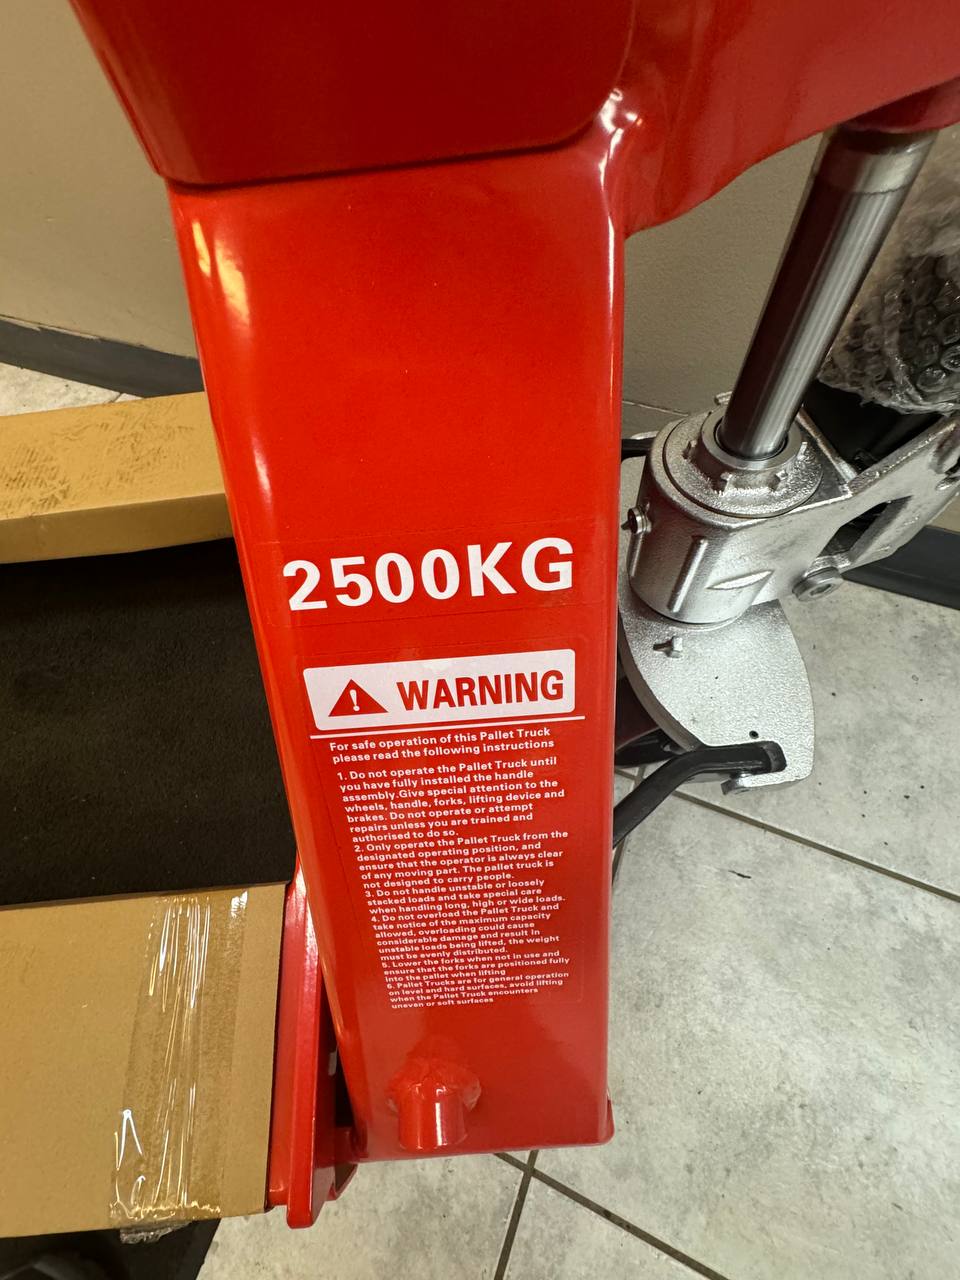 2500KG
WARNING
For safe operation of this Pallet Truck
please read the following instructions
1. Do not operate the Pallet Truck until
you have fully installed the handle
assembly.Give special attention to the
wheels, handle, forks, lifting device and
brakes. Do not operate or attempt
repairs unless you are trained and
authorised to do so.
2. Only operate the Pallet Truck from the
designated operating position, and
ensure that the operator is always clear
of any moving part. The pallet truck is
not designed to carry people.
3. Do not handle unstable or loosely
stacked loads and take special care
when handling long, high or wide loads.
4. Do not overload the Pallet Truck and
take notice of the maximum capacity
allowed, overloading could cause
considerable damage and result in
unstable loads being lifted, the weight
must be evenly distributed.
5. Lower the forks when not in use and
ensure that the forks are positioned fully
into the pallet when lifting
6. Pallet Trucks are for general operation
on level and hard surfaces, avoid lifting
when the Pallet Truck encounters
uneven or soft surfaces